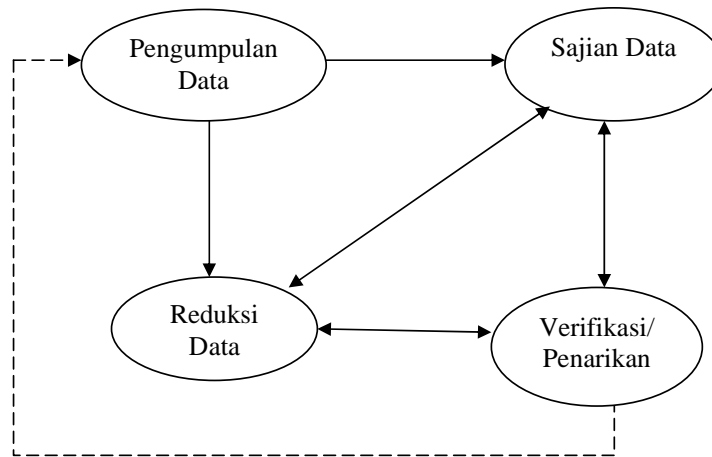 Pengumpulan
Data
Sajian Data
Reduksi
Data
Verifikasi/
Penarikan